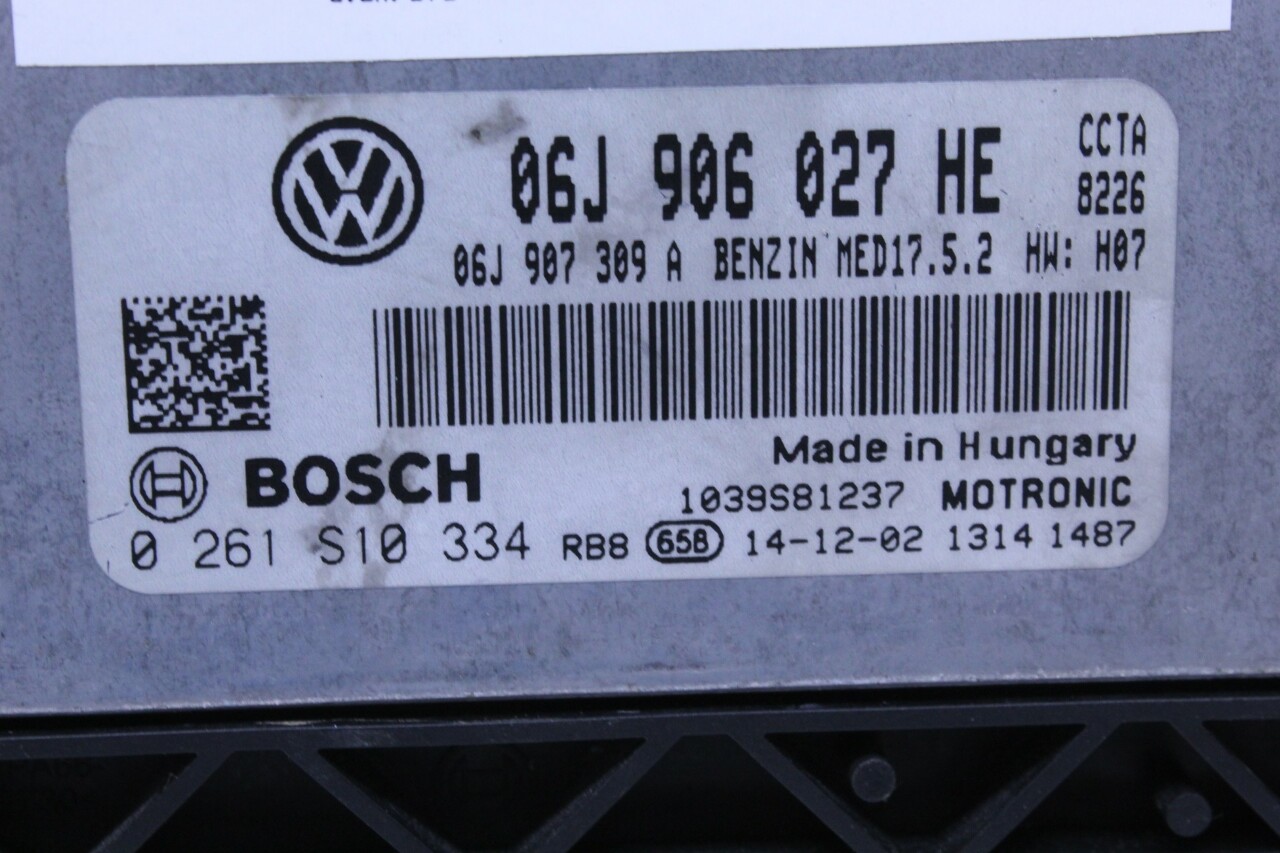 06J 906 027 HE
CCTA
8226
06J 907 309 A BENZIN MED17.5.2 HW: H07
Made in Hungary
BOSCH
1039S81237 MOTRONIC
0 261 S10 334 RB8 658 14-12-02 1314 1487